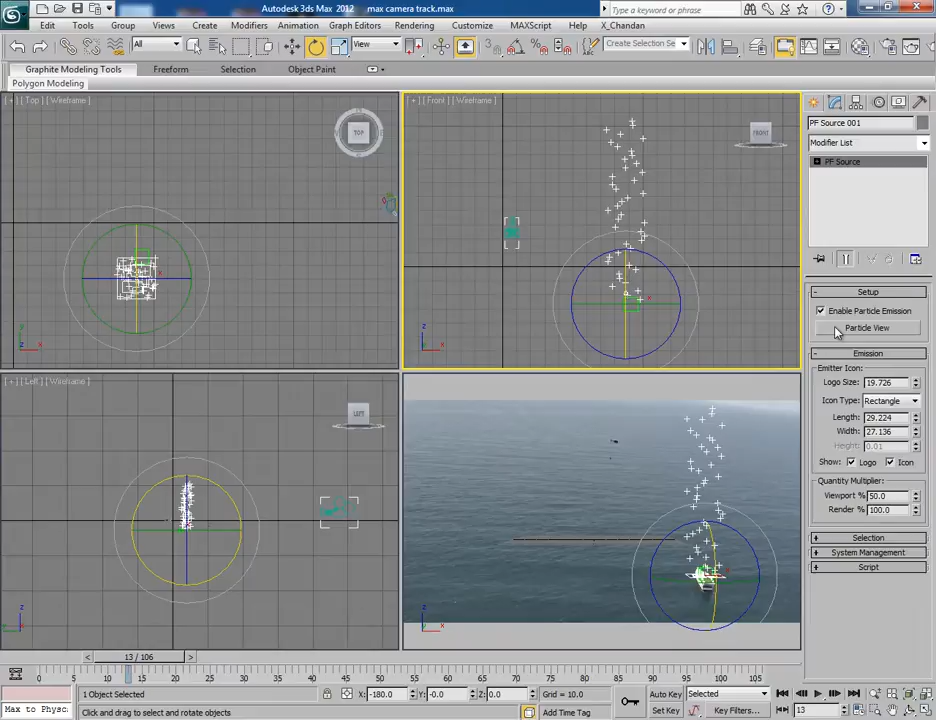 Autodesk 3ds Max 2012 max camera track.max
Type a keyword or phrase
Edit Tools Group Views Create Modifiers Animation Graph Editors Rendering Customize MAXScript Help X_Chandan
All View Create Selection Se
Graphite Modeling Tools Freeform Selection Object Paint
Polygon Modeling
[ + ] [ Top ] [ Wireframe ]
TOP
[ + ] [ Front ] [ Wireframe ]
FRONT
PF Source 001
Modifier List
PF Source
Setup
Enable Particle Emission
Particle View
Emission
Emitter Icon:
Logo Size: 19.726
Icon Type: Rectangle
Length: 29.224
Width: 27.136
Height: 0.01
Show: Logo Icon
Quantity Multiplier:
Viewport % 50.0
Render % 100.0
Selection
System Management
Script
[ + ] [ Left ] [ Wireframe ]
LEFT
13 / 106
0 5 10 15 20 25 30 35 40 45 50 55 60 65 70 75 80 85 90 95 100 105
1 Object Selected X: -180.0 Y: -0.0 Z: 0.0 Grid = 10.0 Auto Key Selected
Max to Physc Click and drag to select and rotate objects Add Time Tag Set Key Key Filters... 13